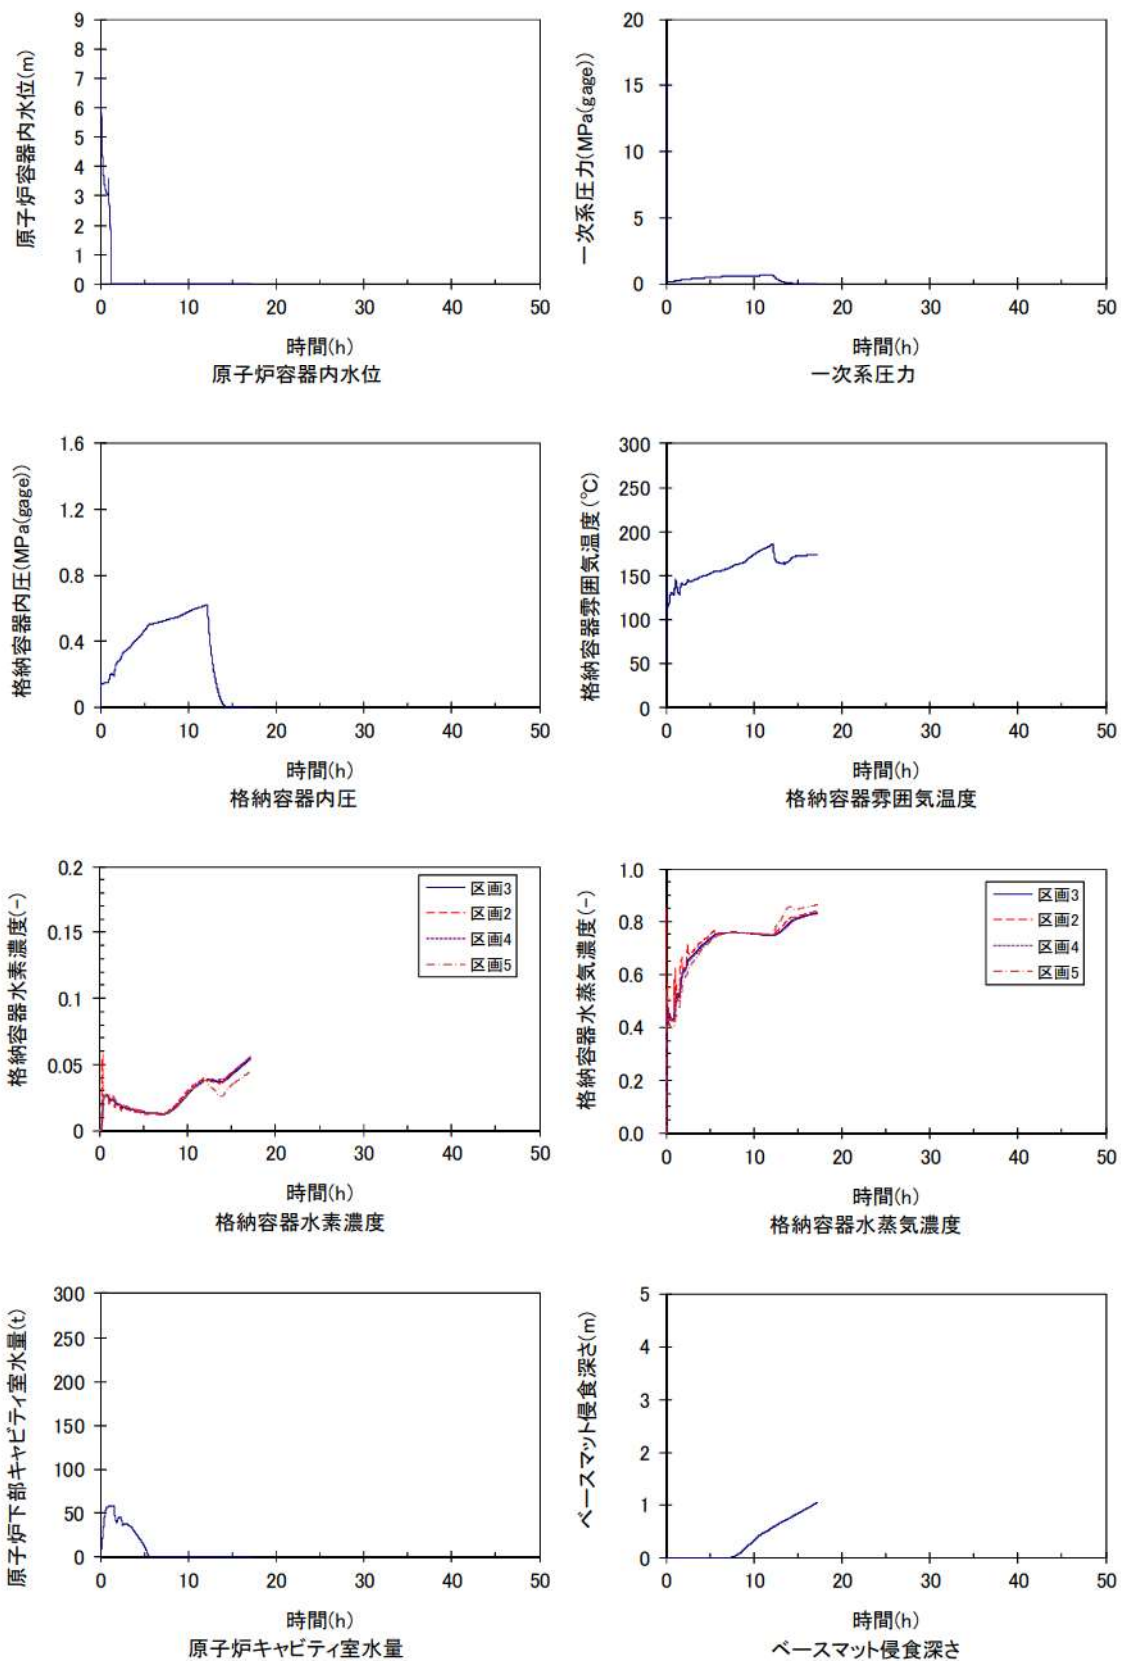 原子炉容器内水位(m)
9
8
7
6
5
4
3
2
1
0
0 10 20 30 40 50
時間(h)
原子炉容器内水位
一次系圧力(MPa(gage))
20
15
10
5
0
0 10 20 30 40 50
時間(h)
一次系圧力
格納容器内圧(MPa(gage))
1.6
1.2
0.8
0.4
0
0 10 20 30 40 50
時間(h)
格納容器内圧
格納容器雰囲気温度(℃)
300
250
200
150
100
50
0
0 10 20 30 40 50
時間(h)
格納容器雰囲気温度
格納容器水素濃度(-)
0.2
0.15
0.1
0.05
0
区画3
区画2
区画4
区画5
0 10 20 30 40 50
時間(h)
格納容器水素濃度
格納容器水蒸気濃度(-)
1.0
0.8
0.6
0.4
0.2
0.0
区画3
区画2
区画4
区画5
0 10 20 30 40 50
時間(h)
格納容器水蒸気濃度
原子炉下部キャビティ室水量(t)
300
250
200
150
100
50
0
0 10 20 30 40 50
時間(h)
原子炉キャビティ室水量
ベースマット侵食深さ(m)
5
4
3
2
1
0
0 10 20 30 40 50
時間(h)
ベースマット侵食深さ